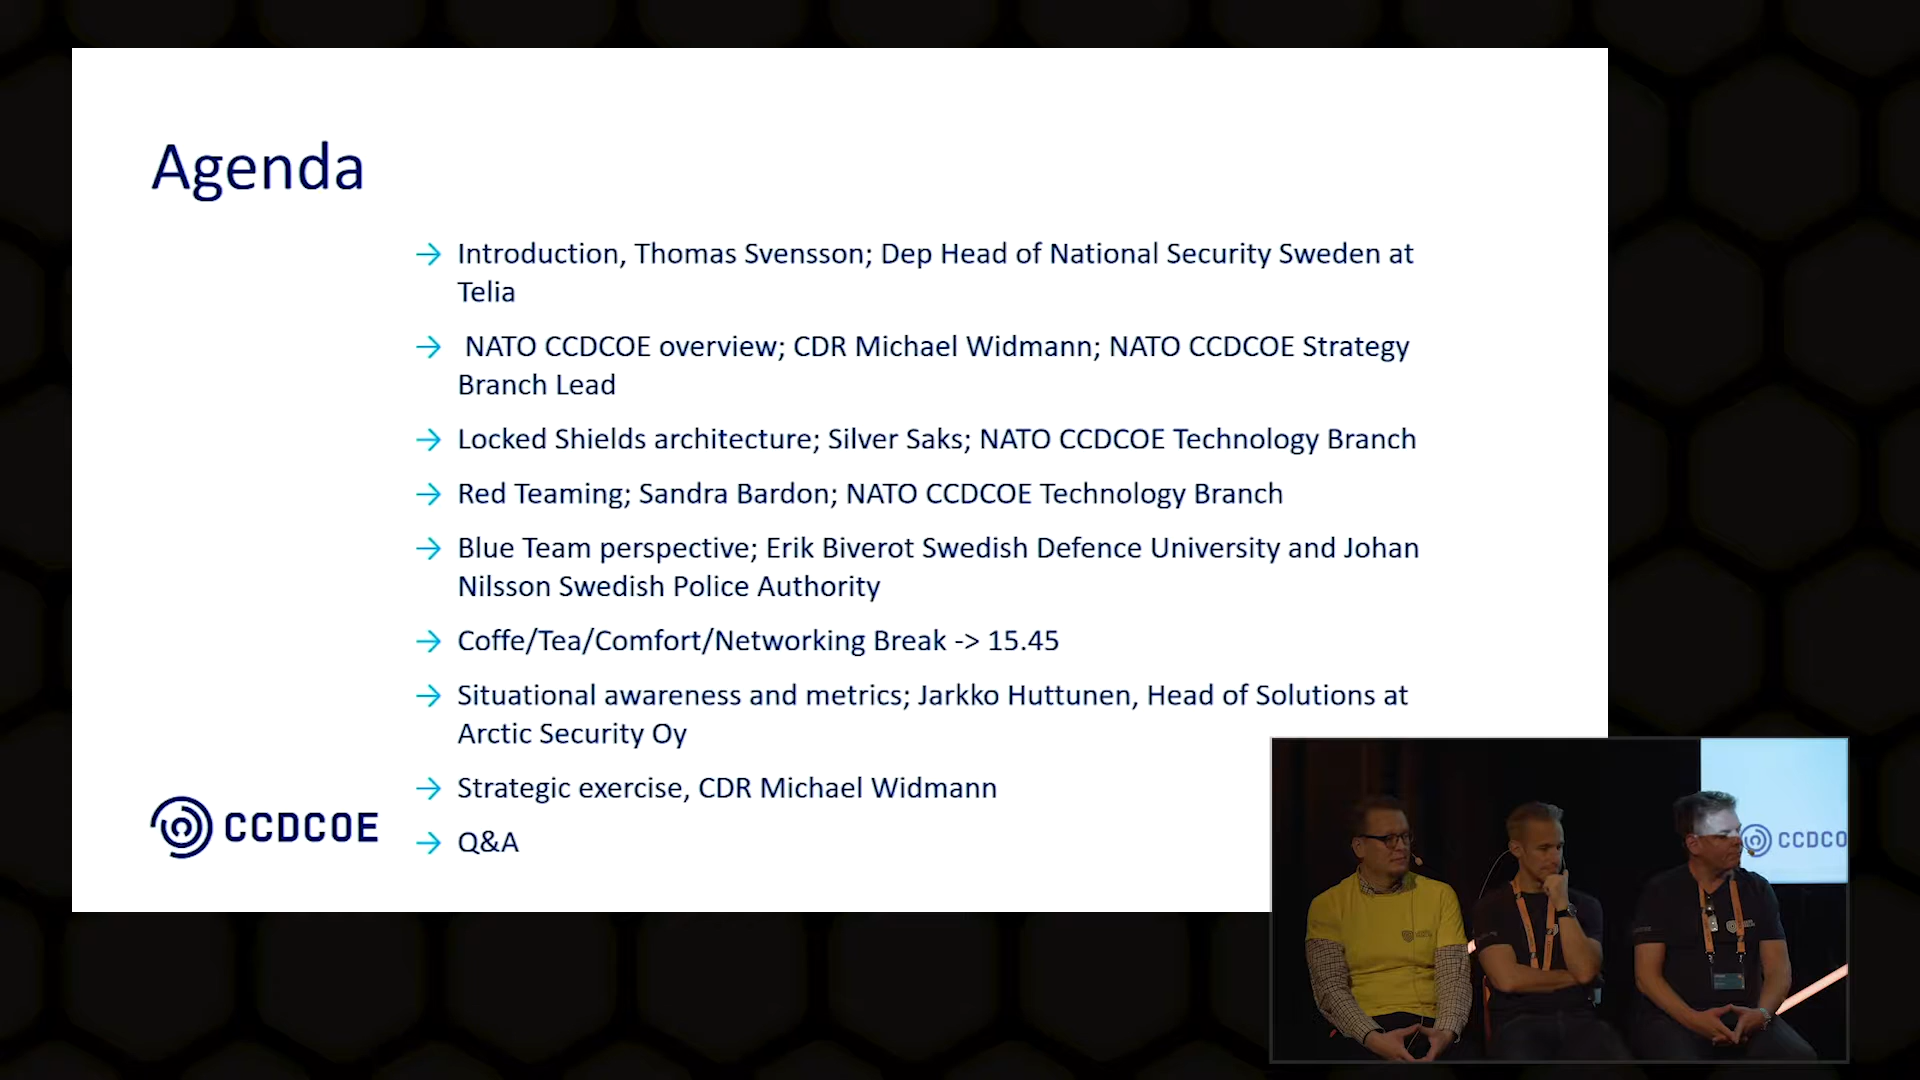 Agenda
→ Introduction, Thomas Svensson; Dep Head of National Security Sweden at
Telia
→ NATO CCDCOE overview; CDR Michael Widmann; NATO CCDCOE Strategy
Branch Lead
→ Locked Shields architecture; Silver Saks; NATO CCDCOE Technology Branch
→ Red Teaming; Sandra Bardon; NATO CCDCOE Technology Branch
→ Blue Team perspective; Erik Biverot Swedish Defence University and Johan
Nilsson Swedish Police Authority
→ Coffe/Tea/Comfort/Networking Break -> 15.45
→ Situational awareness and metrics; Jarkko Huttunen, Head of Solutions at
Arctic Security Oy
→ Strategic exercise, CDR Michael Widmann
→ Q&A
CCDCOE
CCDCO